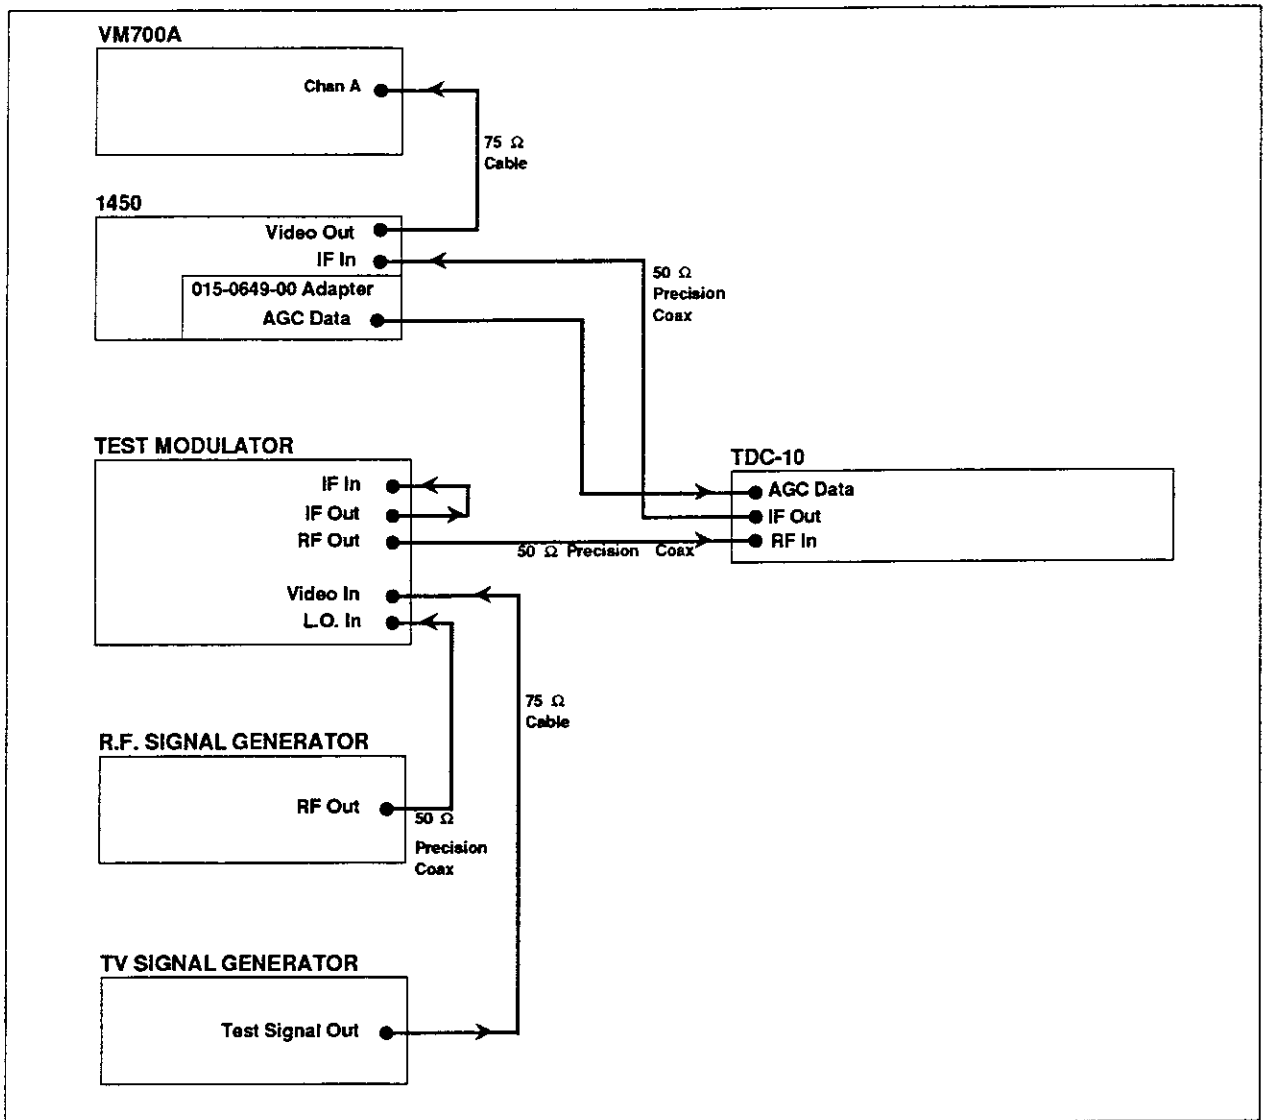 VM700A
Chan A
75 Ω
Cable
1450
Video Out
IF In
015-0649-00 Adapter
AGC Data
50 Ω
Precision
Coax
TEST MODULATOR
IF In
IF Out
RF Out
Video In
L.O. In
50 Ω Precision Coax
TDC-10
AGC Data
IF Out
RF In
75 Ω
Cable
R.F. SIGNAL GENERATOR
RF Out
50 Ω
Precision
Coax
TV SIGNAL GENERATOR
Test Signal Out